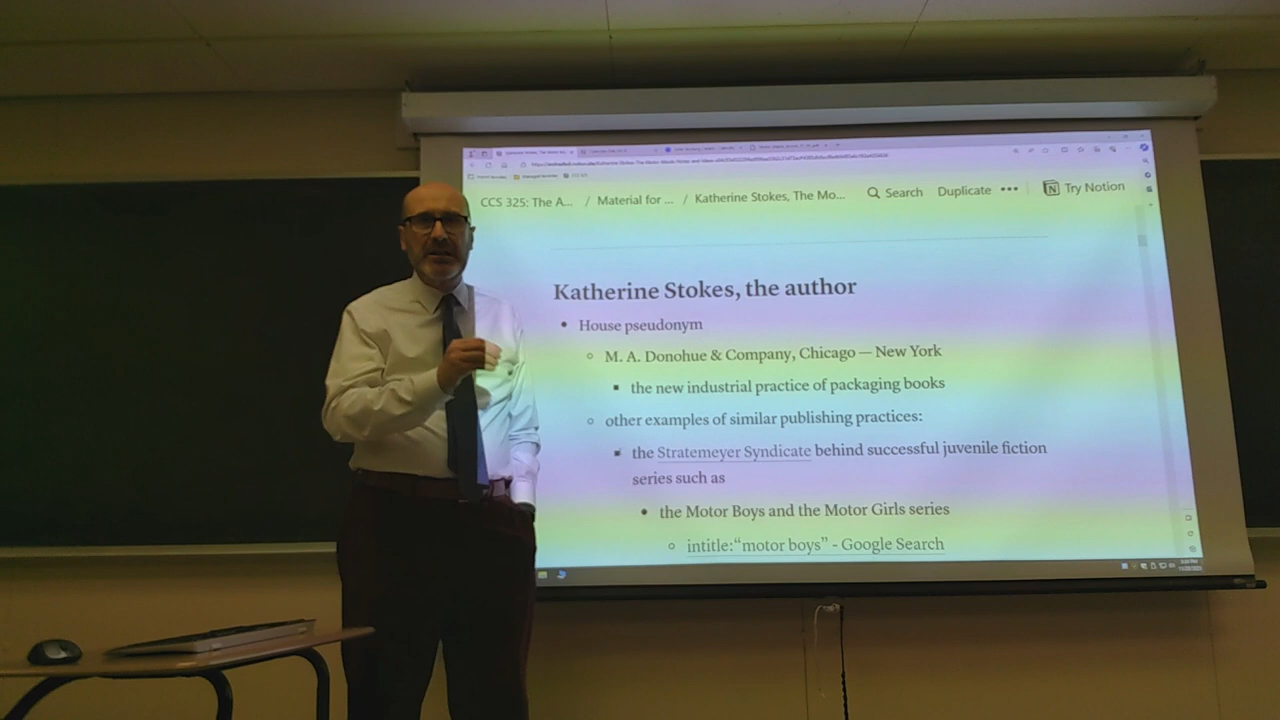 CCS 325: The A... / Material for ... / Katherine Stokes, The Mo... Search Duplicate ••• Try Notion
Katherine Stokes, the author
• House pseudonym
○ M. A. Donohue & Company, Chicago — New York
▪ the new industrial practice of packaging books
○ other examples of similar publishing practices:
▪ the Stratemeyer Syndicate behind successful juvenile fiction
series such as
• the Motor Boys and the Motor Girls series
○ intitle:“motor boys” - Google Search